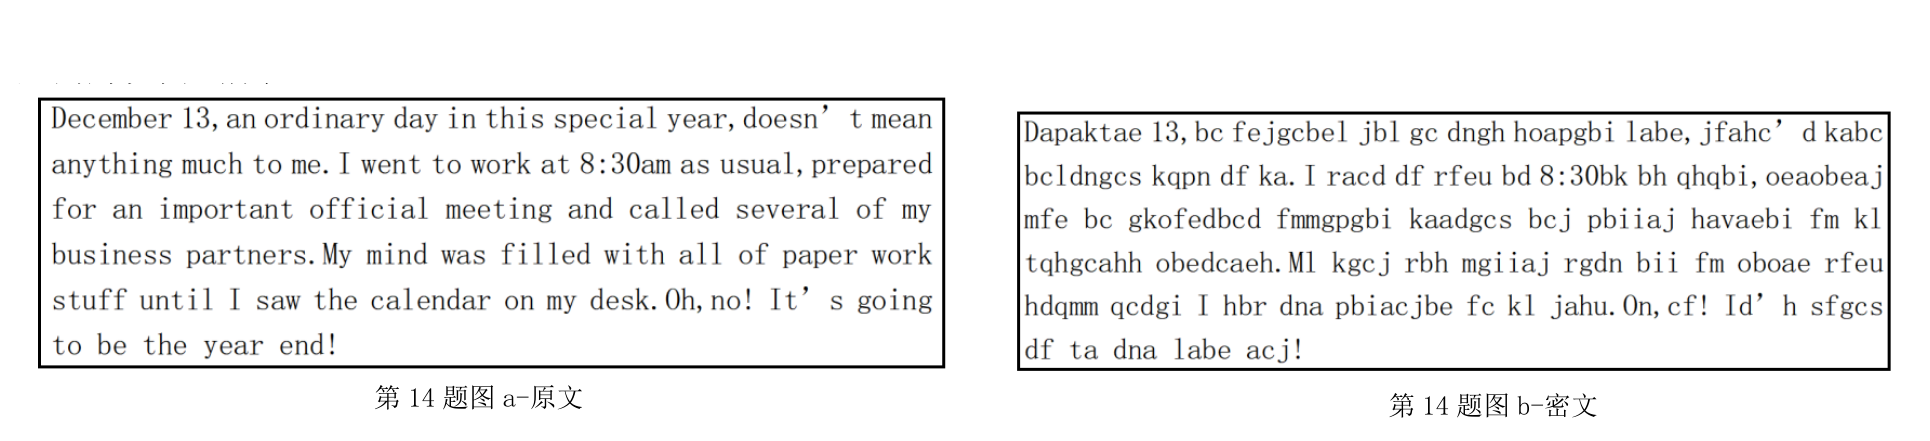 December 13,an ordinary day in this special year,doesn’t mean
anything much to me.I went to work at 8:30am as usual,prepared
for an important official meeting and called several of my
business partners.My mind was filled with all of paper work
stuff until I saw the calendar on my desk.Oh,no! It’s going
to be the year end!
第 14 题图 a-原文
Dapaktae 13,bc fejgcbel jbl gc dngh hoapgbi labe,jfahc’d kabc
bcldngcs kqpn df ka.I racd df rfeu bd 8:30bk bh qhqbi,oeaobeaj
mfe bc gkofedbcd fmmgpgbi kaadgcs bcj pbiiaj havaebi fm kl
tqhgcahh obedcaeh.Ml kgcj rbh mgiiaj rgdn bii fm oboae rfeu
hdqmm qcdgi I hbr dna pbiacjbe fc kl jahu.On,cf! Id’h sfgcs
df ta dna labe acj!
第 14 题图 b-密文